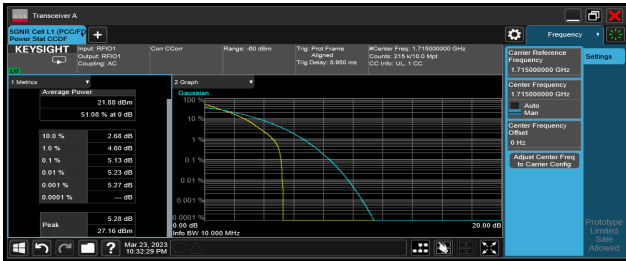 Transceiver A
5GNR Cell L1 (PCC/FP
Power Stat CCDF
Frequency
KEYSIGHT
Input: RFIO1
Output: RFIO1
Coupling: AC
Corr CCorr
Range: -60 dBm
Trig: Prot Frame
Aligned
Trig Delay: 8.950 ms
#Center Freq: 1.715000000 GHz
Counts: 215 k/10.0 Mpt
CC Info: UL, 1 CC
1 Metrics
Average Power
21.88 dBm
51.08 % at 0 dB
10.0 % 2.68 dB
1.0 % 4.60 dB
0.1 % 5.13 dB
0.01 % 5.23 dB
0.001 % 5.27 dB
0.0001 % --- dB
Peak
5.28 dB
27.16 dBm
2 Graph
Gaussian
100 %
10 %
1 %
0.1 %
0.01 %
0.001 %
0.0001 %
0.00 dB
20.00 dB
Info BW 10.000 MHz
Carrier Reference
Frequency
1.715000000 GHz
Center Frequency
1.715000000 GHz
Auto
Man
Center Frequency
Offset
0 Hz
Adjust Center Freq
to Carrier Config
Settings
Prototype
Limited
Sale
Allowed
Mar 23, 2023
10:32:29 PM